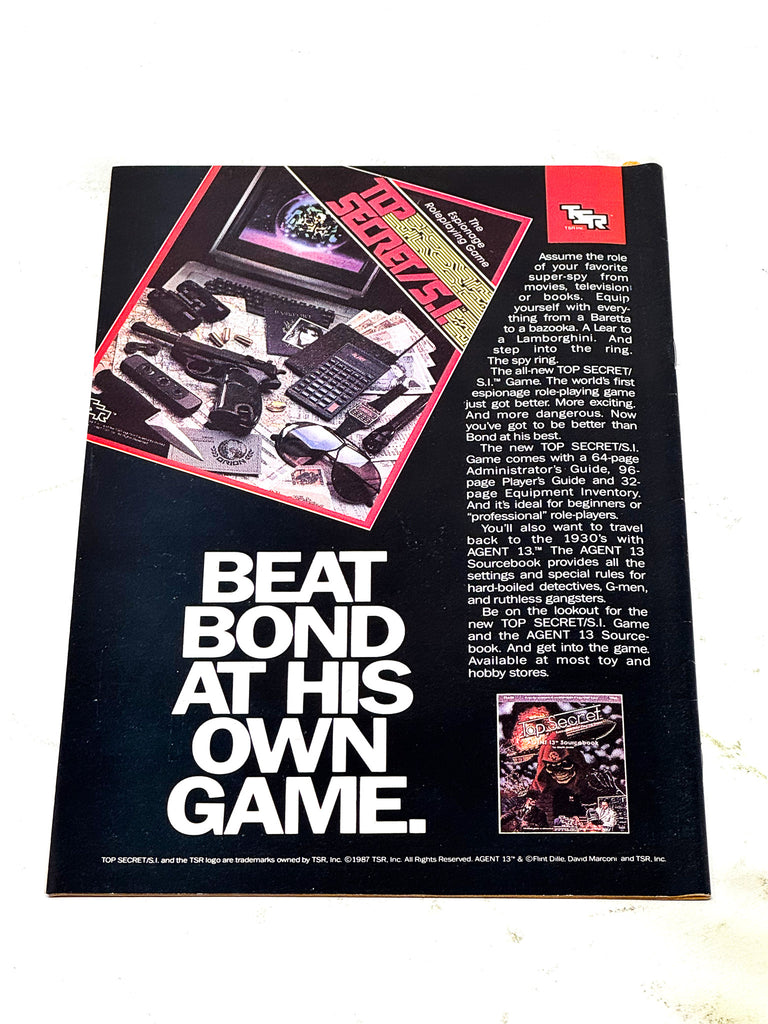 TOP
SECRET/S.I.™
The
Espionage
Roleplaying Game
TSR
TSR, Inc.
Assume the role
of your favorite
super-spy from
movies, television
or books. Equip
yourself with every-
thing from a Baretta
to a bazooka. A Lear to
a Lamborghini. And
step into the ring.
The spy ring.
The all-new TOP SECRET/
S.I.™ Game. The world's first
espionage role-playing game
just got better. More exciting.
And more dangerous. Now
you've got to be better than
Bond at his best.
The new TOP SECRET/S.I.
Game comes with a 64-page
Administrator's Guide, 96-
page Player's Guide and 32-
page Equipment Inventory.
And it's ideal for beginners or
"professional" role-players.
You'll also want to travel
back to the 1930's with
AGENT 13.™ The AGENT 13
Sourcebook provides all the
settings and special rules for
hard-boiled detectives, G-men,
and ruthless gangsters.
Be on the lookout for the
new TOP SECRET/S.I. Game
and the AGENT 13 Source-
book. And get into the game.
Available at most toy and
hobby stores.
TSR
ORION
BEAT
BOND
AT HIS
OWN
GAME.
Top Secret
AGENT 13™ Sourcebook
TOP SECRET/S.I. and the TSR logo are trademarks owned by TSR, Inc. ©1987 TSR, Inc. All Rights Reserved. AGENT 13™ & ©Flint Dille, David Marconi and TSR, Inc.